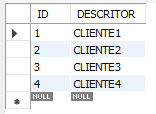 ID DESCRITOR
1 CLIENTE1
2 CLIENTE2
3 CLIENTE3
4 CLIENTE4
NULL NULL